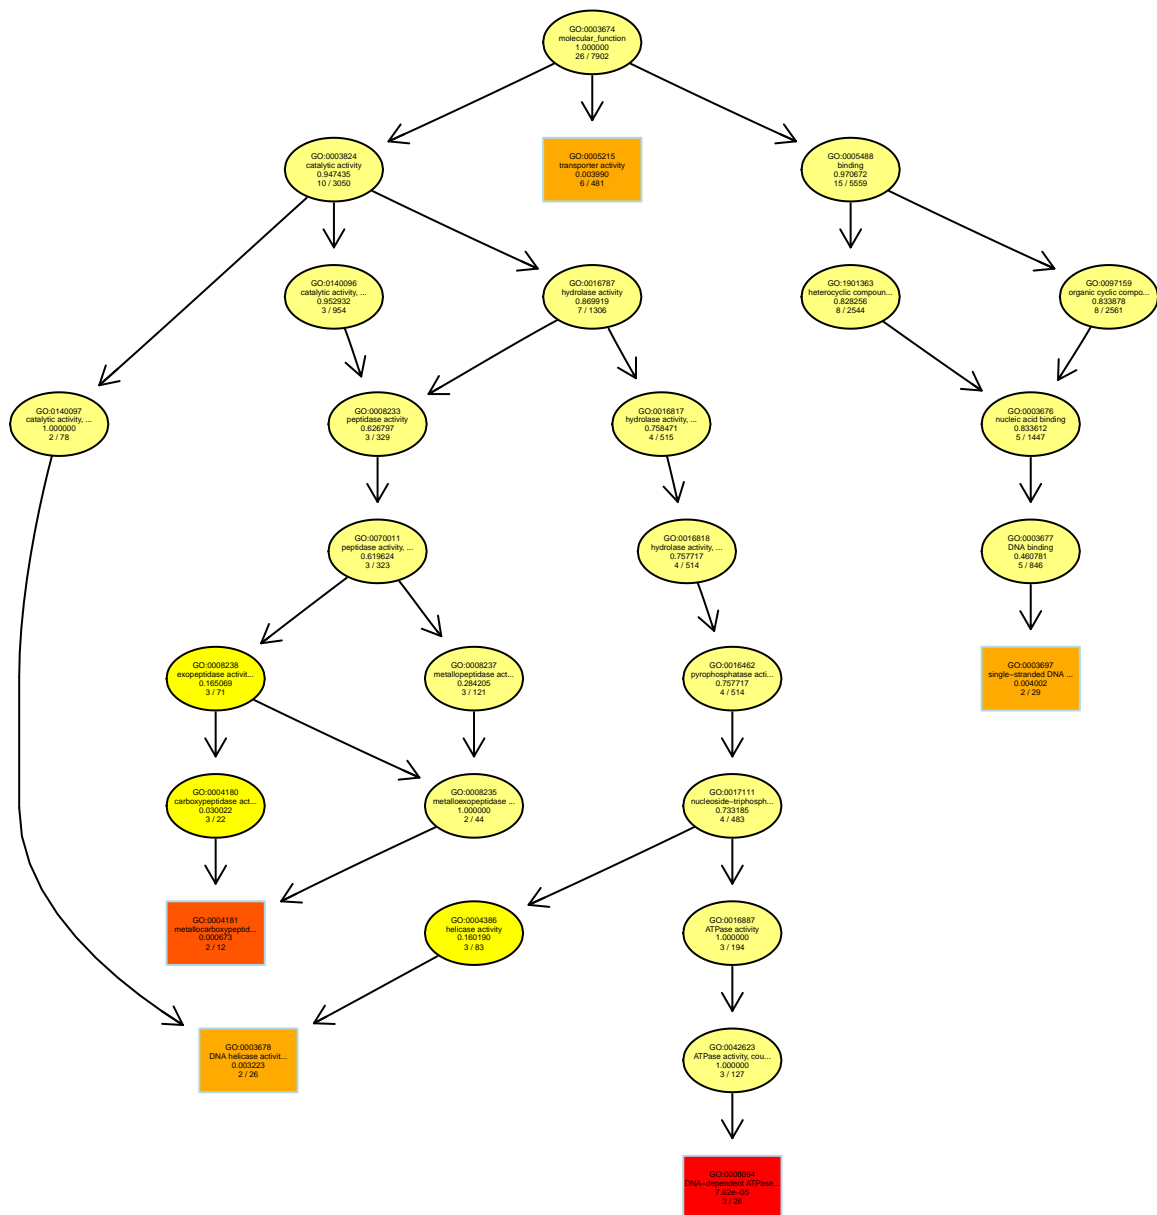 GO:0003674
molecular_function
1.000000
26 / 7902
GO:0003824
catalytic activity
0.947435
10 / 3050
GO:0005215
transporter activity
0.003990
6 / 481
GO:0005488
binding
0.970672
15 / 5559
GO:0140096
catalytic activity, ...
0.952932
3 / 954
GO:0016787
hydrolase activity
0.869919
7 / 1306
GO:1901363
heterocyclic compoun...
0.828256
8 / 2544
GO:0097159
organic cyclic compo...
0.833878
8 / 2561
GO:0140097
catalytic activity, ...
1.000000
2 / 78
GO:0008233
peptidase activity
0.626797
3 / 329
GO:0016817
hydrolase activity, ...
0.758471
4 / 515
GO:0003676
nucleic acid binding
0.833612
5 / 1447
GO:0070011
peptidase activity, ...
0.619624
3 / 323
GO:0016818
hydrolase activity, ...
0.757717
4 / 514
GO:0003677
DNA binding
0.460781
5 / 846
GO:0008238
exopeptidase activit...
0.165069
3 / 71
GO:0008237
metallopeptidase act...
0.284205
3 / 121
GO:0016462
pyrophosphatase acti...
0.757717
4 / 514
GO:0003697
single−stranded DNA ...
0.004002
2 / 29
GO:0004180
carboxypeptidase act...
0.030022
3 / 22
GO:0008235
metalloexopeptidase ...
1.000000
2 / 44
GO:0017111
nucleoside−triphosph...
0.733185
4 / 483
GO:0004181
metallocarboxypeptid...
0.000673
2 / 12
GO:0004386
helicase activity
0.160190
3 / 83
GO:0016887
ATPase activity
1.000000
3 / 194
GO:0003678
DNA helicase activit...
0.003223
2 / 26
GO:0042623
ATPase activity, cou...
1.000000
3 / 127
GO:0008094
DNA−dependent ATPase...
7.82e−05
3 / 26